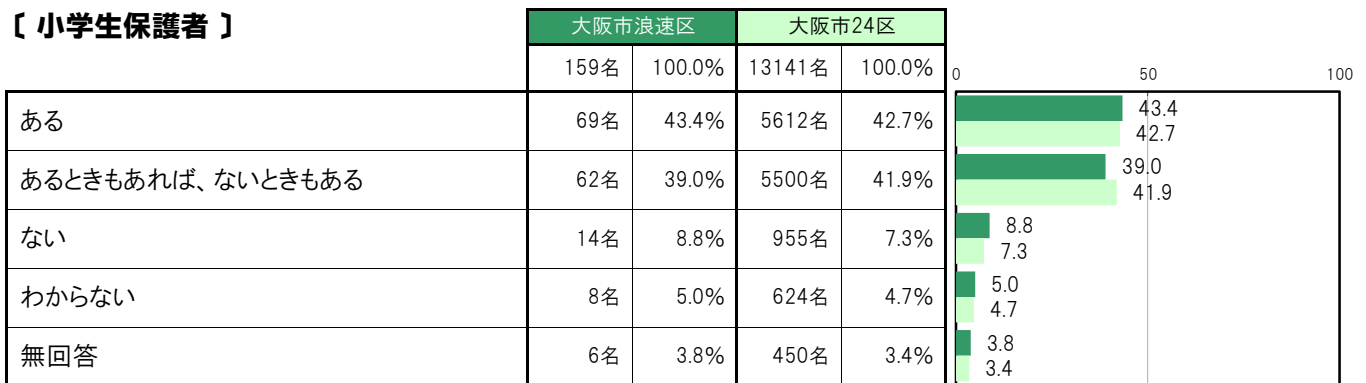 〔 小学生保護者 〕
大阪市浪速区 大阪市24区
159名 100.0% 13141名 100.0%
0 50 100
ある 69名 43.4% 5612名 42.7%
43.4
42.7
あるときもあれば、ないときもある 62名 39.0% 5500名 41.9%
39.0
41.9
ない 14名 8.8% 955名 7.3%
8.8
7.3
わからない 8名 5.0% 624名 4.7%
5.0
4.7
無回答 6名 3.8% 450名 3.4%
3.8
3.4